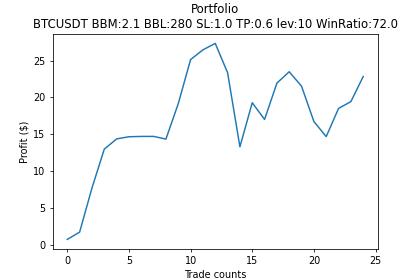 Portfolio
BTCUSDT BBM:2.1 BBL:280 SL:1.0 TP:0.6 lev:10 WinRatio:72.0
Profit ($)
25
20
15
10
5
0
0 5 10 15 20 25
Trade counts